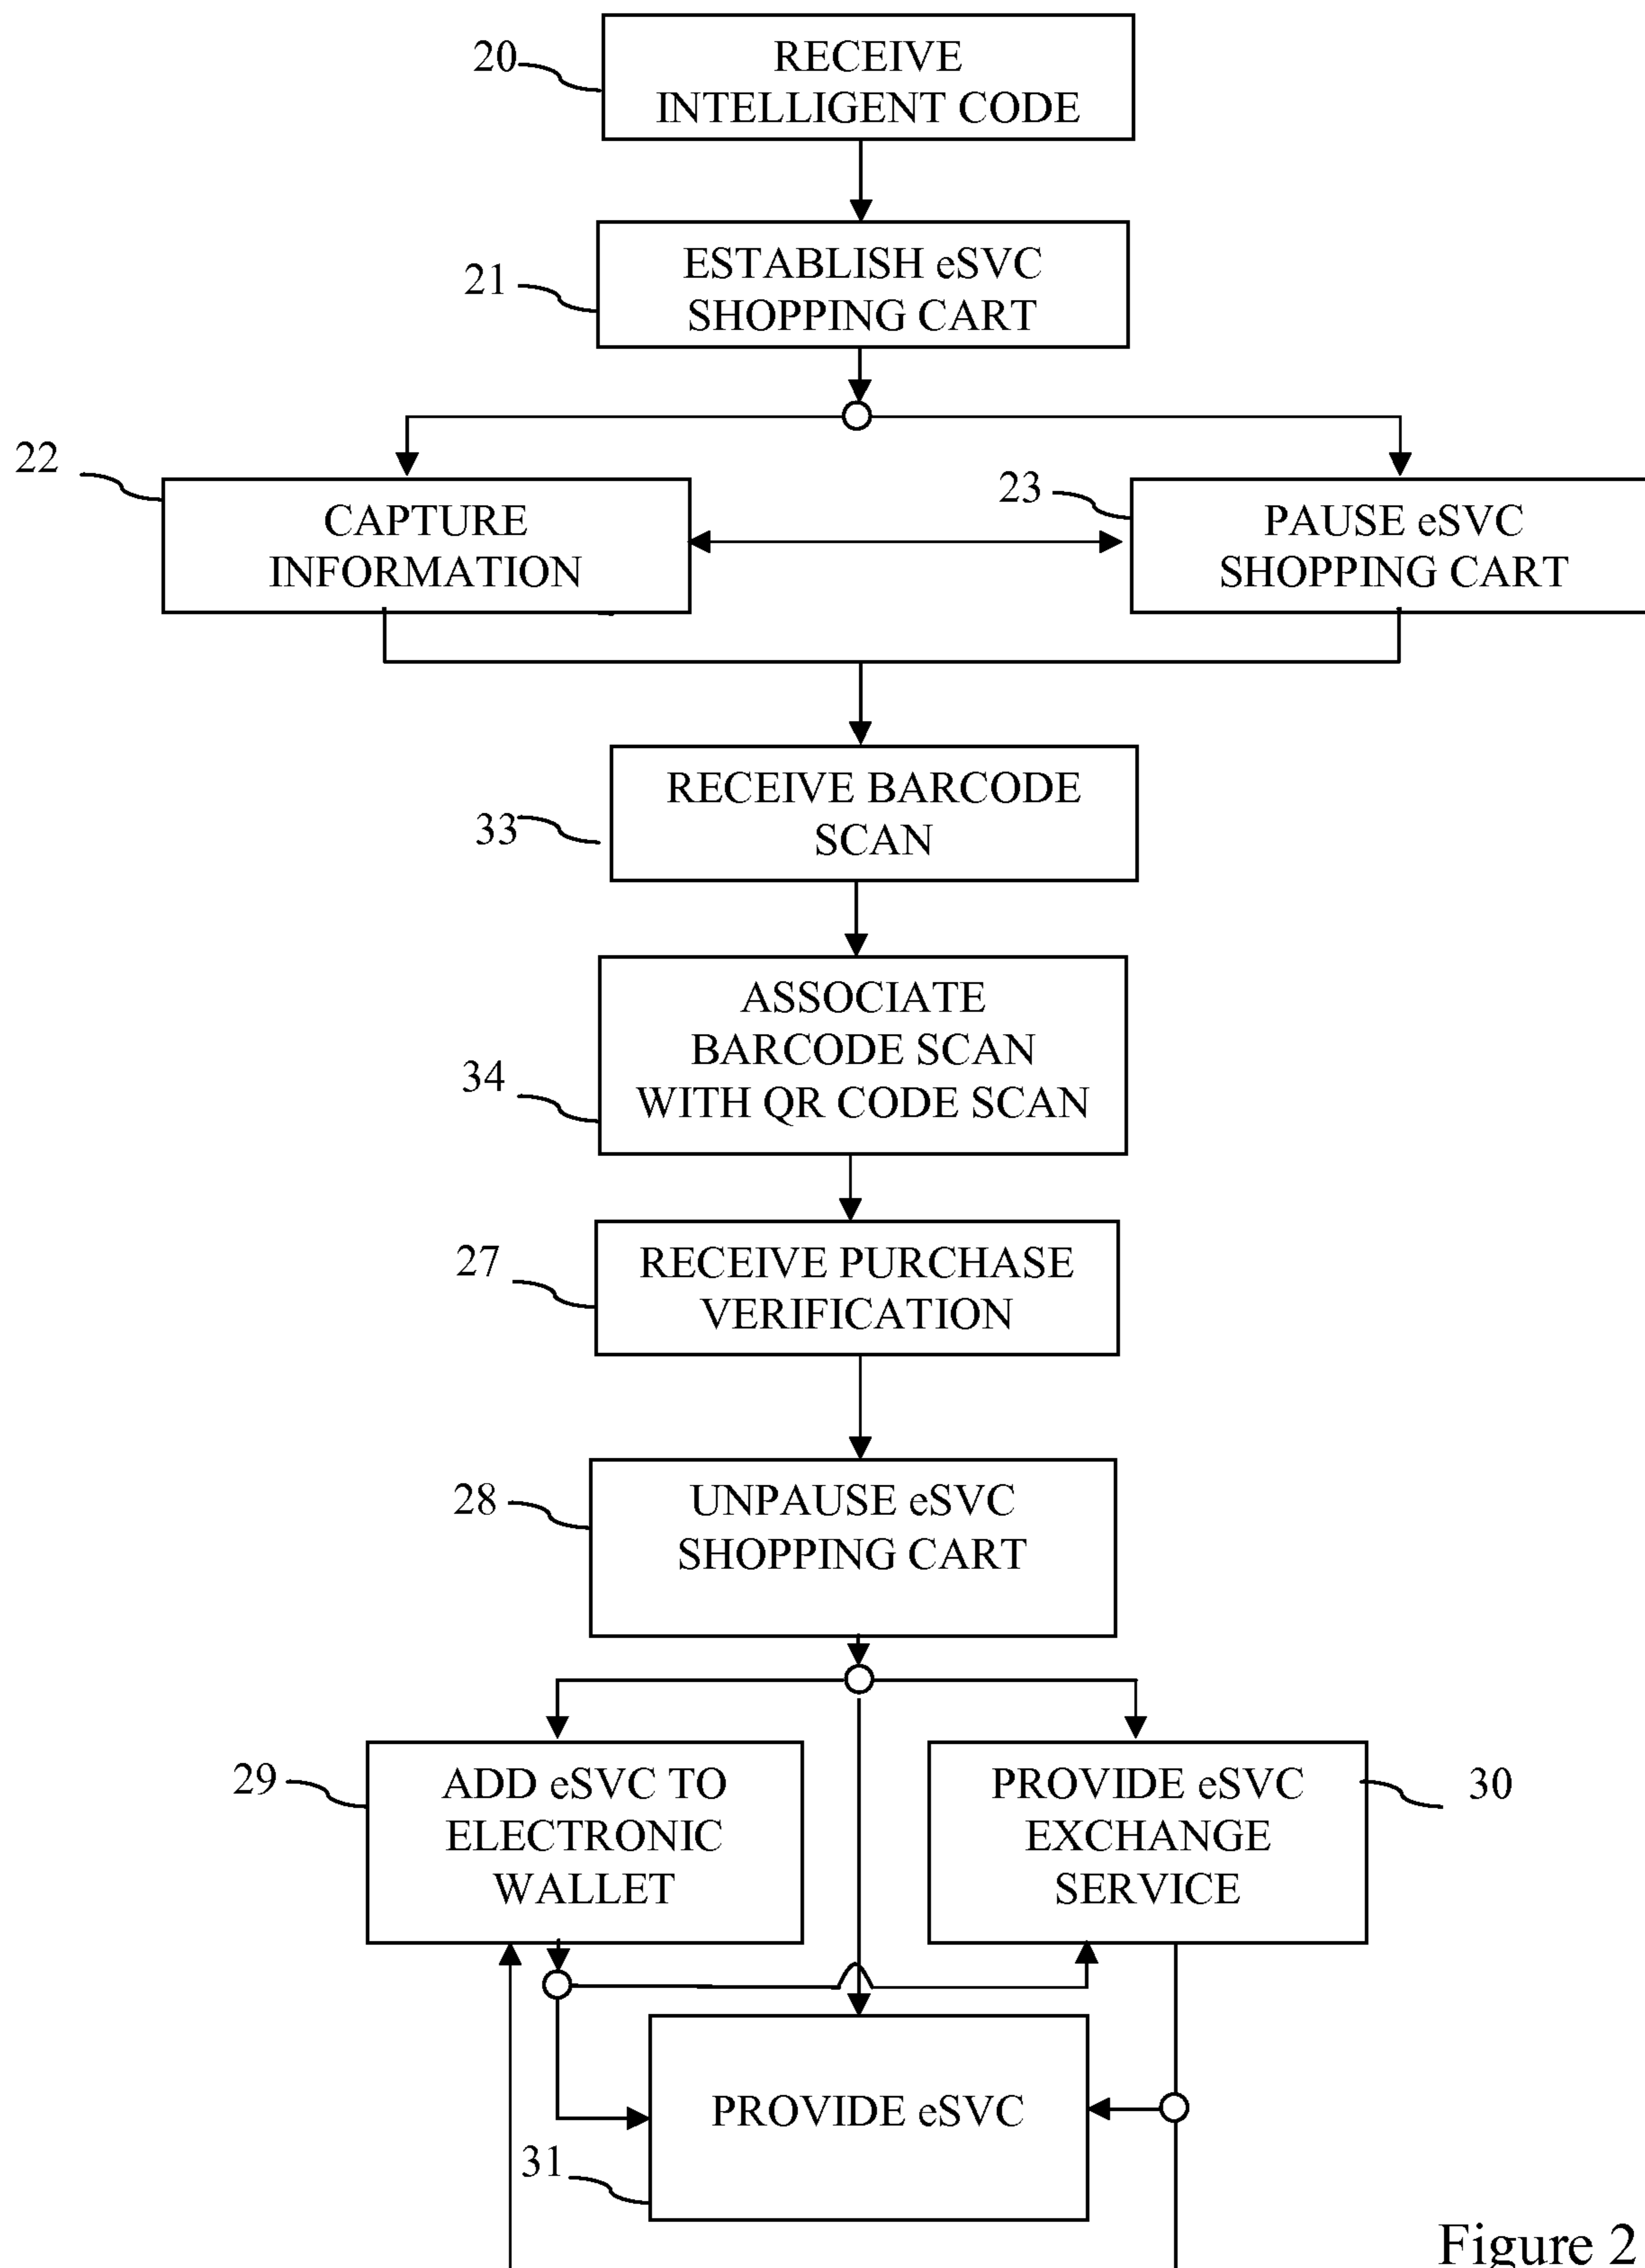 20
RECEIVE
INTELLIGENT CODE
21
ESTABLISH eSVC
SHOPPING CART
22
CAPTURE
INFORMATION
23
PAUSE eSVC
SHOPPING CART
33
RECEIVE BARCODE
SCAN
34
ASSOCIATE
BARCODE SCAN
WITH QR CODE SCAN
27
RECEIVE PURCHASE
VERIFICATION
28
UNPAUSE eSVC
SHOPPING CART
29
ADD eSVC TO
ELECTRONIC
WALLET
PROVIDE eSVC
EXCHANGE
SERVICE
30
PROVIDE eSVC
31
Figure 2